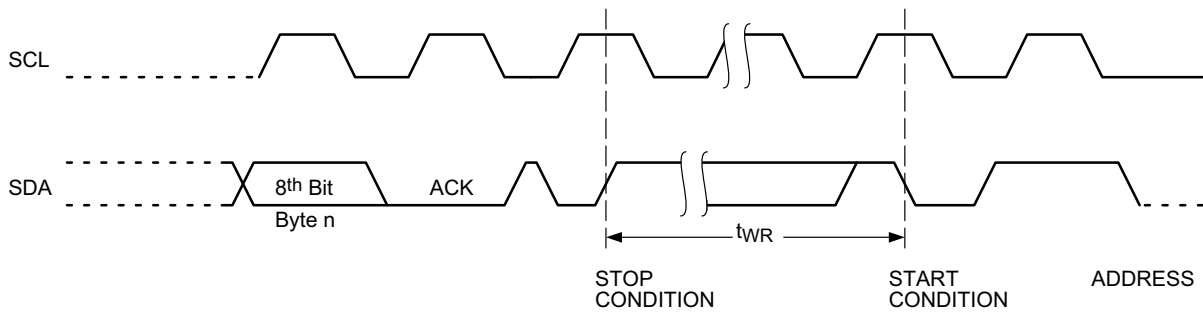 SCL
SDA
8th Bit
ACK
Byte n
tWR
STOP
CONDITION
START
CONDITION
ADDRESS